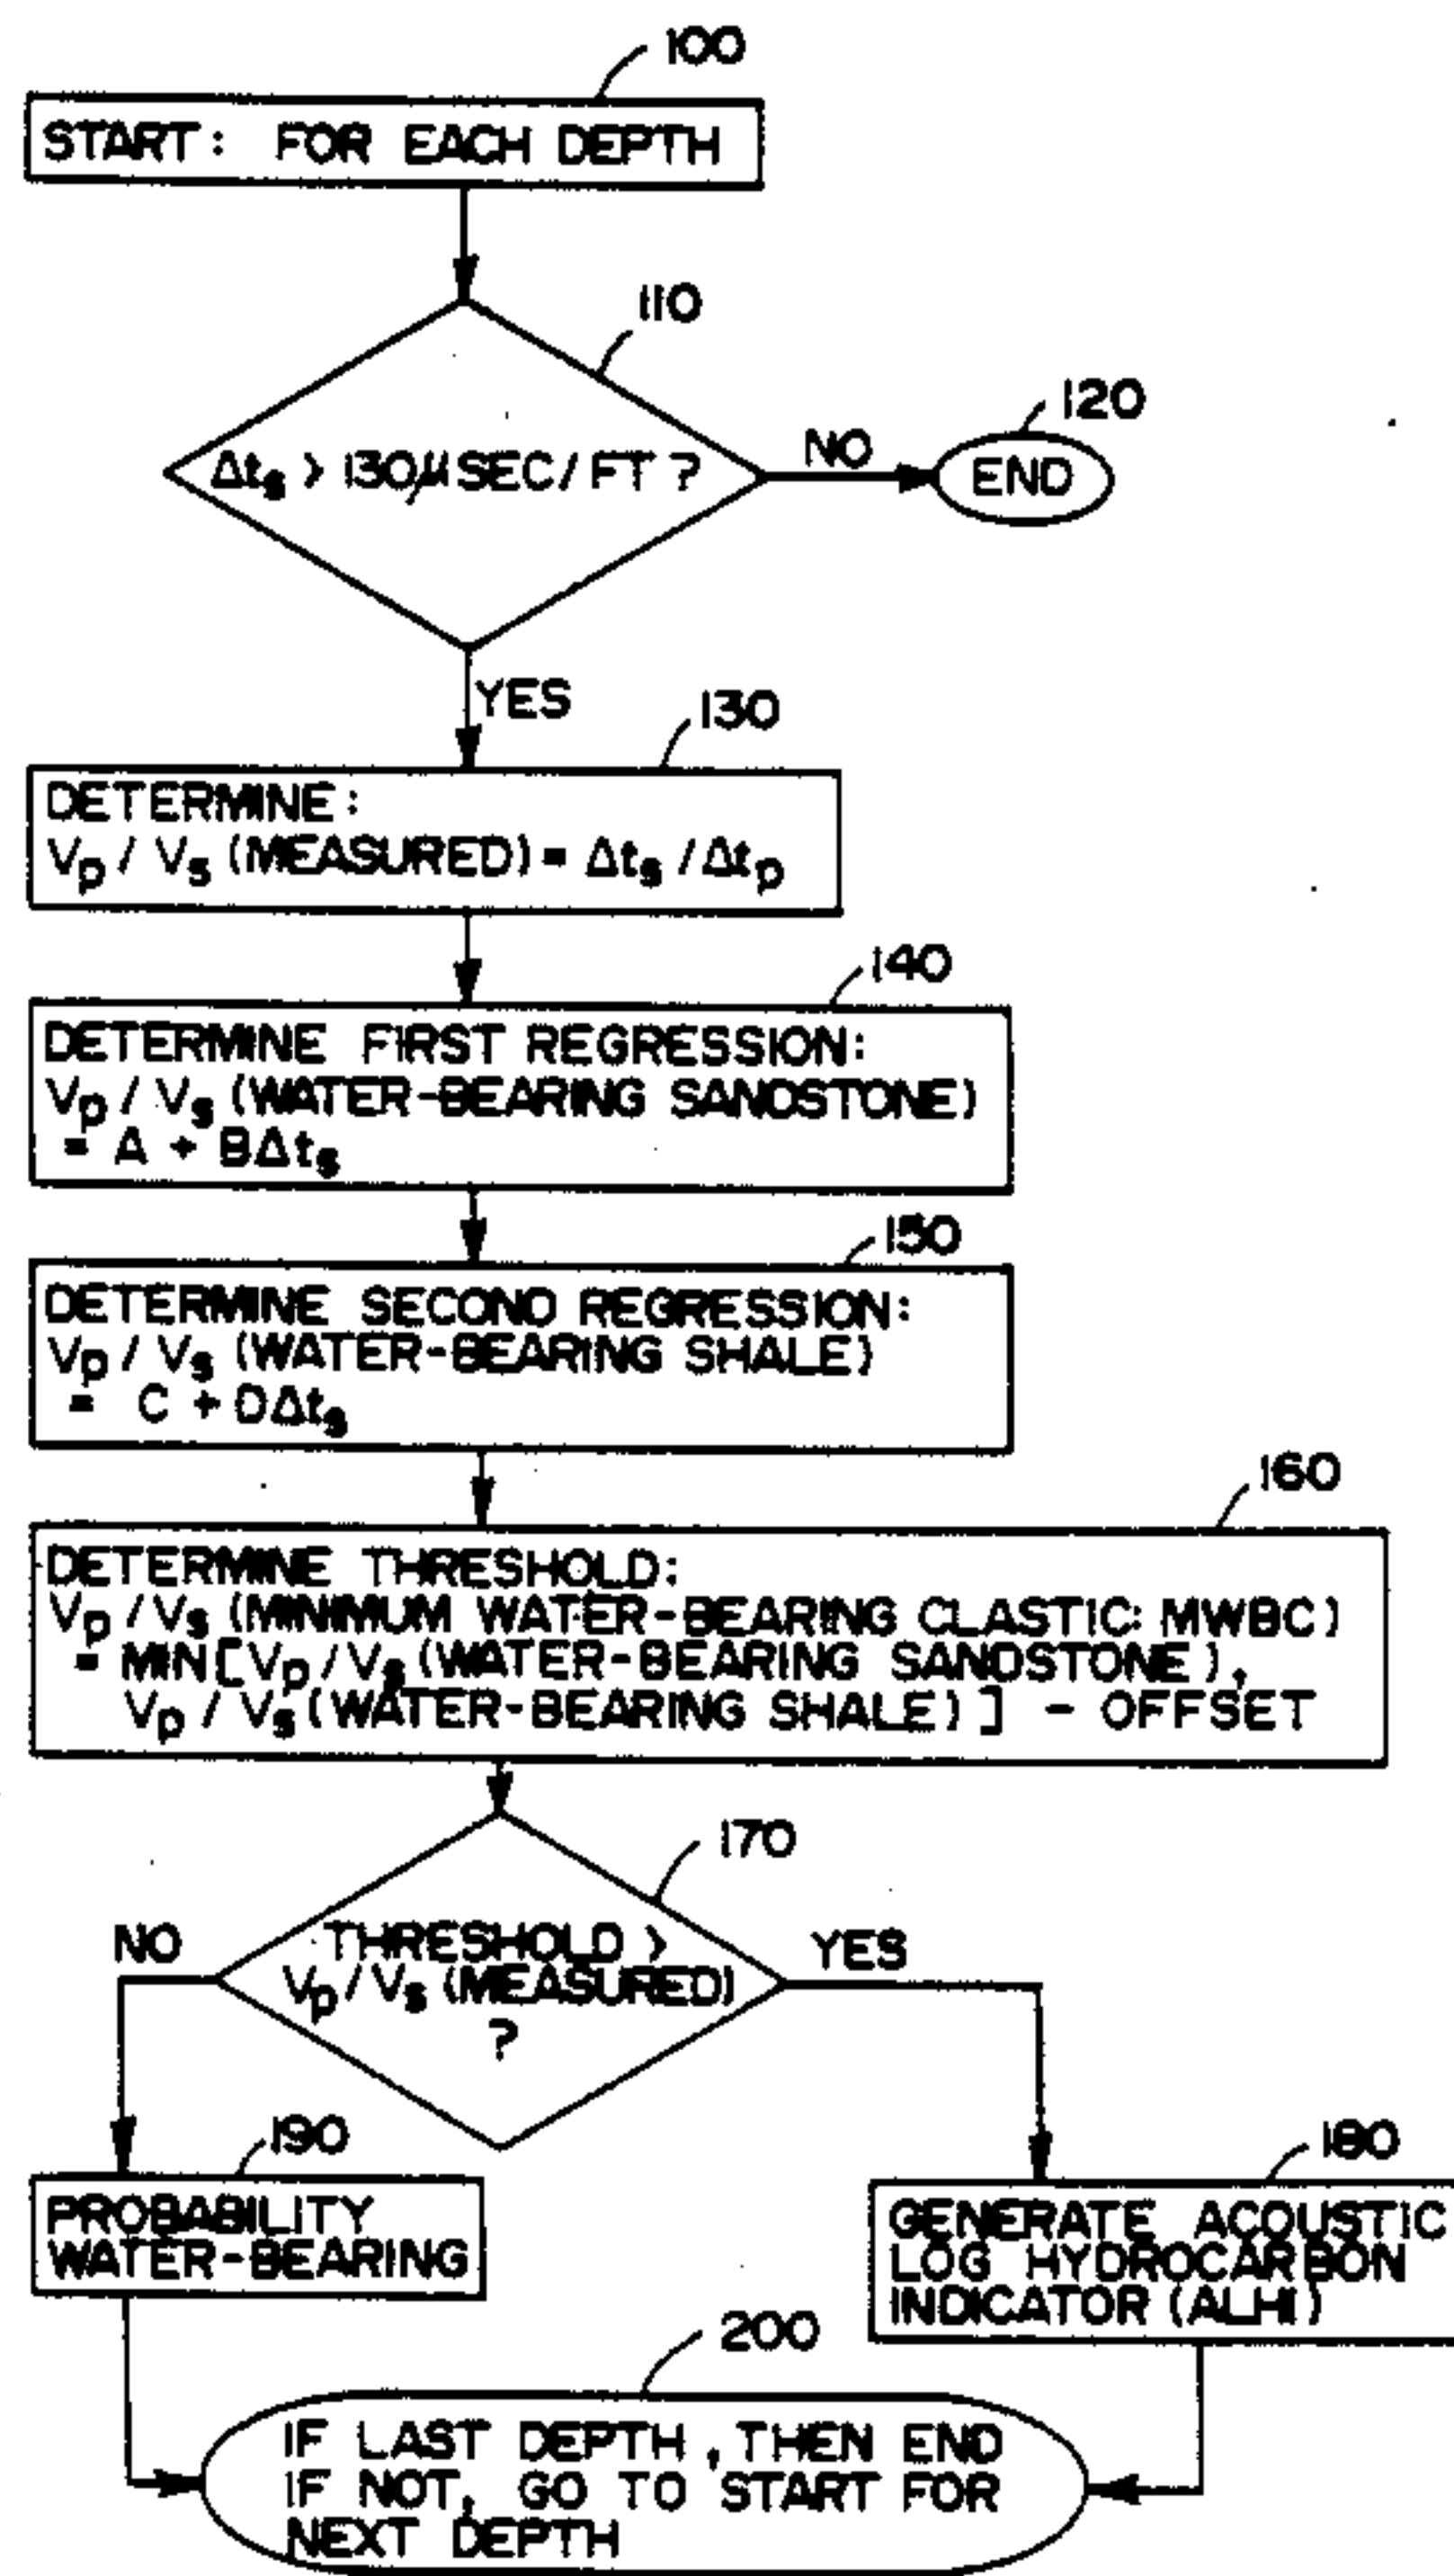 100
START: FOR EACH DEPTH
110
Δts > 130μSEC/FT ?
NO
120
END
YES
130
DETERMINE:
Vp / Vs (MEASURED) = Δts / Δtp
140
DETERMINE FIRST REGRESSION:
Vp / Vs (WATER-BEARING SANDSTONE)
= A + BΔts
150
DETERMINE SECOND REGRESSION:
Vp / Vs (WATER-BEARING SHALE)
= C + DΔts
160
DETERMINE THRESHOLD:
Vp / Vs (MINIMUM WATER-BEARING CLASTIC: MWBC)
= MIN [Vp / Vs (WATER-BEARING SANDSTONE),
Vp / Vs (WATER-BEARING SHALE)] - OFFSET
170
THRESHOLD >
Vp / Vs (MEASURED)
?
NO
YES
190
PROBABILITY
WATER-BEARING
180
GENERATE ACOUSTIC
LOG HYDROCARBON
INDICATOR (ALHI)
200
IF LAST DEPTH, THEN END
IF NOT, GO TO START FOR
NEXT DEPTH